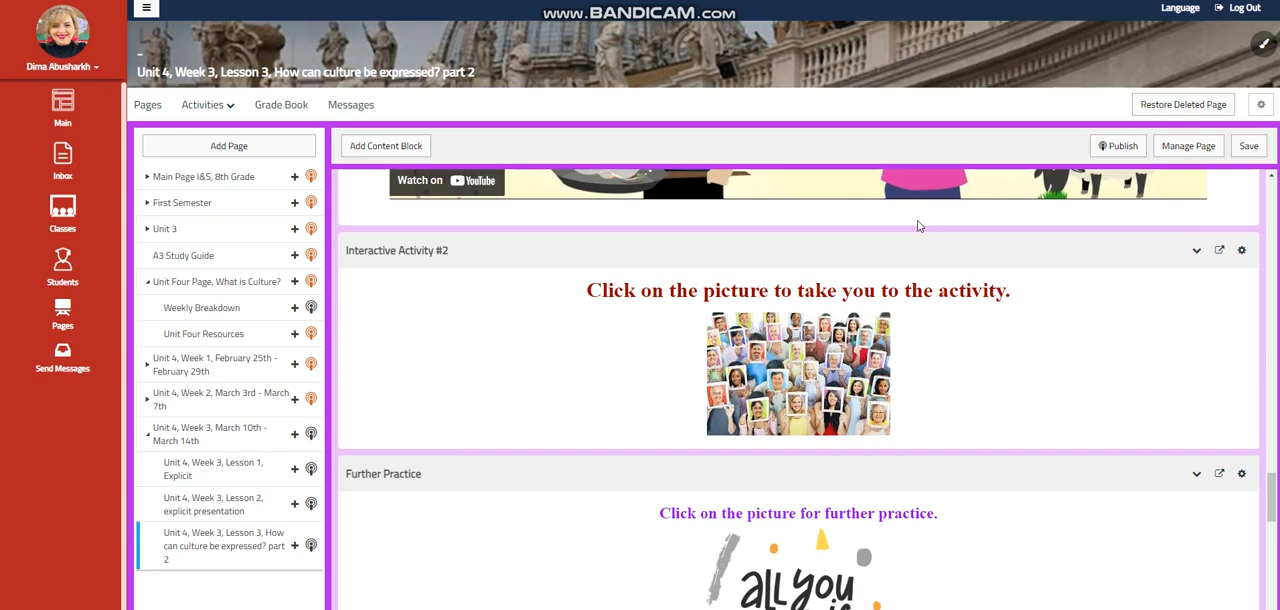 www.BANDICAM.com
Language
Log Out
Dima Abusharkh
-
Unit 4, Week 3, Lesson 3, How can culture be expressed? part 2
Pages
Activities
Grade Book
Messages
Restore Deleted Page
Main
Inbox
Classes
Students
Pages
Send Messages
Add Page
Main Page I&S, 8th Grade
First Semester
Unit 3
A3 Study Guide
Unit Four Page, What is Culture?
Weekly Breakdown
Unit Four Resources
Unit 4, Week 1, February 25th -
February 29th
Unit 4, Week 2, March 3rd - March
7th
Unit 4, Week 3, March 10th -
March 14th
Unit 4, Week 3, Lesson 1,
Explicit
Unit 4, Week 3, Lesson 2,
explicit presentation
Unit 4, Week 3, Lesson 3, How
can culture be expressed? part
2
Add Content Block
Publish
Manage Page
Save
Watch on YouTube
Interactive Activity #2
Click on the picture to take you to the activity.
Further Practice
Click on the picture for further practice.
all you